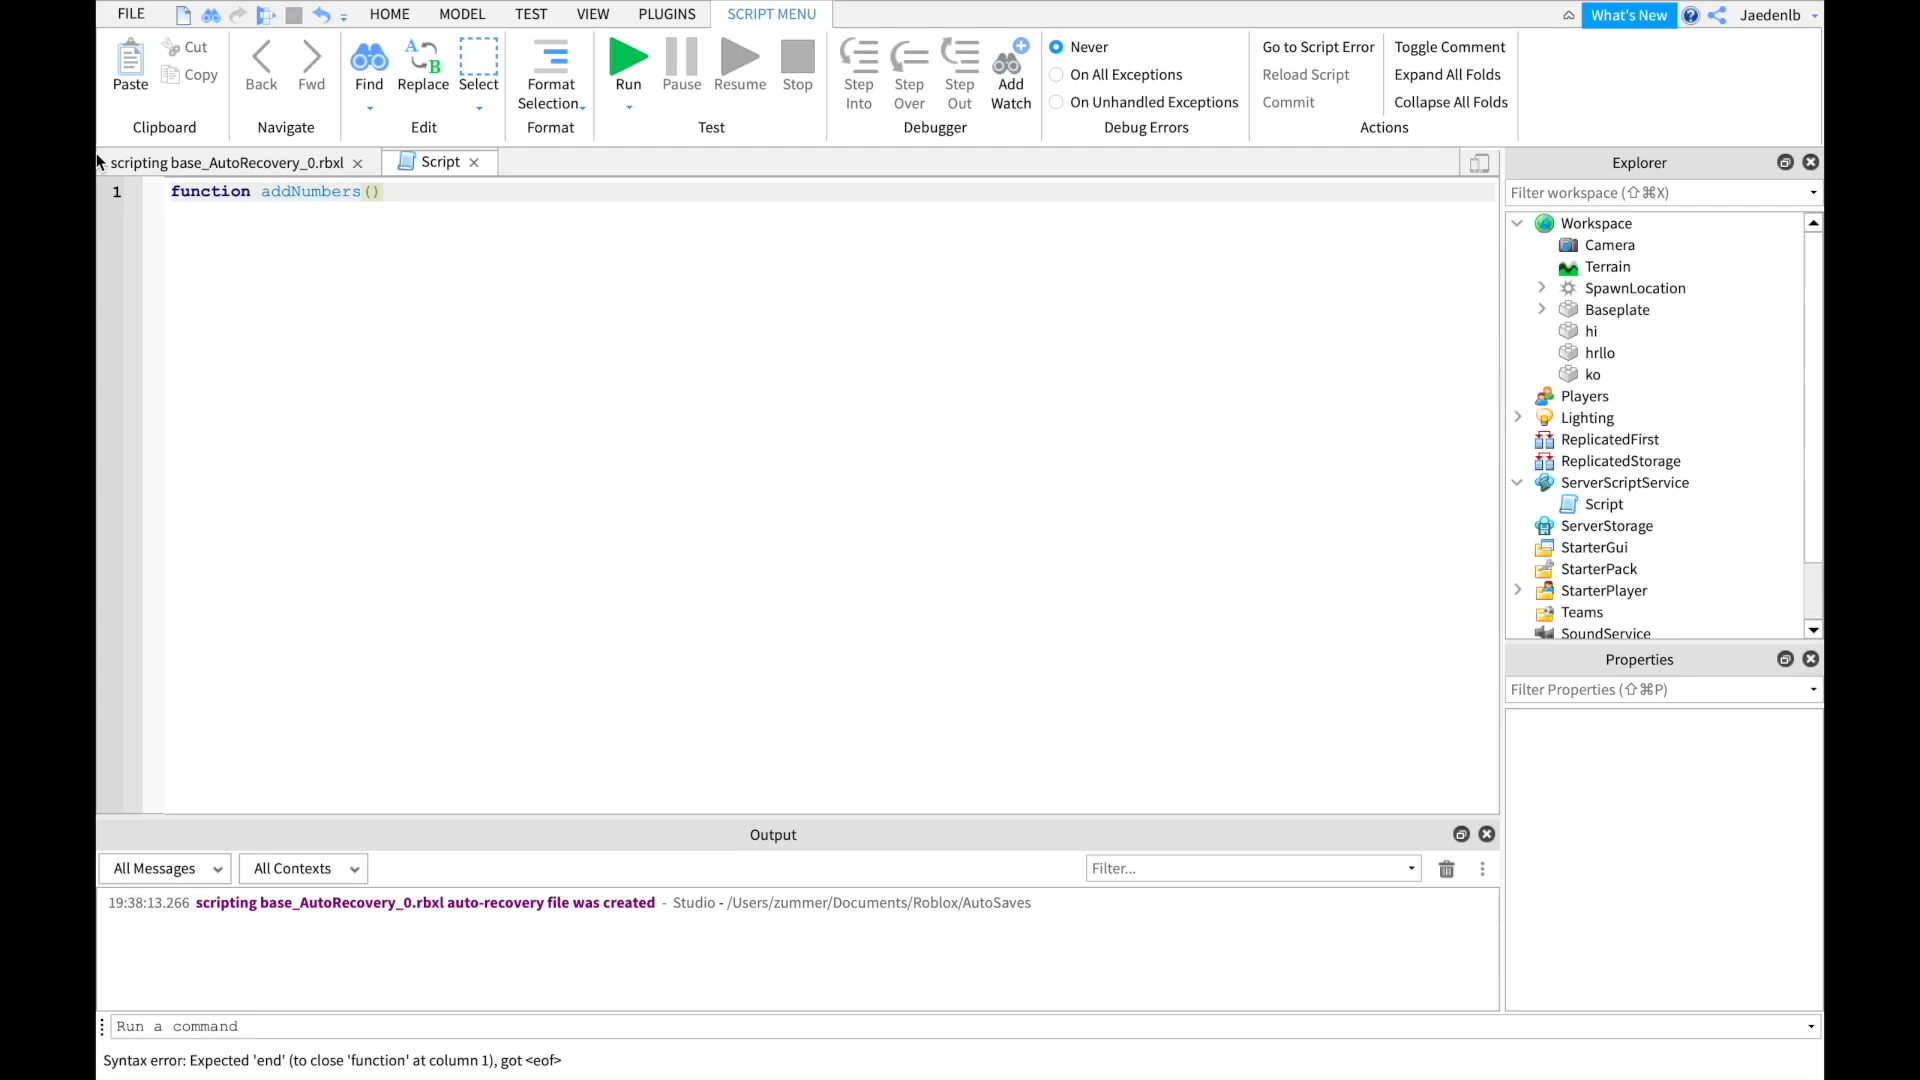 FILE HOME MODEL TEST VIEW PLUGINS SCRIPT MENU What's New Jaedenlb
Paste Cut Copy
Clipboard
Back Fwd
Navigate
Find Replace Select
Edit
Format Selection
Format
Run Pause Resume Stop
Test
Step Into Step Over Step Out Add Watch
Debugger
Never
On All Exceptions
On Unhandled Exceptions
Debug Errors
Go to Script Error Toggle Comment
Reload Script Expand All Folds
Commit Collapse All Folds
Actions
scripting base_AutoRecovery_0.rbxl Script
1 function addNumbers()
Explorer
Filter workspace (⇧⌘X)
Workspace
Camera
Terrain
SpawnLocation
Baseplate
hi
hrllo
ko
Players
Lighting
ReplicatedFirst
ReplicatedStorage
ServerScriptService
Script
ServerStorage
StarterGui
StarterPack
StarterPlayer
Teams
SoundService
Properties
Filter Properties (⇧⌘P)
Output
All Messages All Contexts Filter...
19:38:13.266 scripting base_AutoRecovery_0.rbxl auto-recovery file was created - Studio - /Users/zummer/Documents/Roblox/AutoSaves
Run a command
Syntax error: Expected 'end' (to close 'function' at column 1), got <eof>